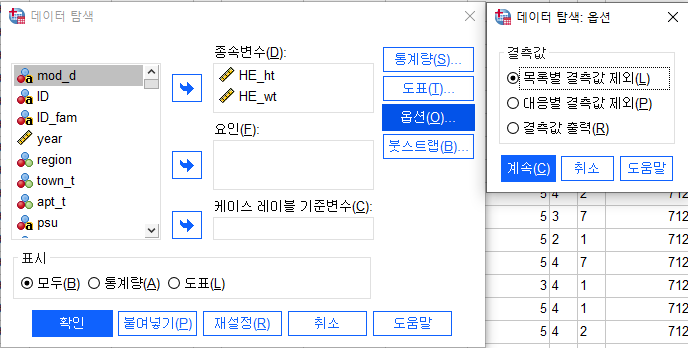 데이터 탐색
mod_d
ID
ID_fam
year
region
town_t
apt_t
psu
종속변수(D):
HE_ht
HE_wt
요인(F):
케이스 레이블 기준변수(C):
통계량(S)...
도표(T)...
옵션(O)...
붓스트랩(B)...
표시
모두(B) 통계량(A) 도표(L)
확인 붙여넣기(P) 재설정(R) 취소 도움말
데이터 탐색: 옵션
결측값
목록별 결측값 제외(L)
대응별 결측값 제외(P)
결측값 출력(R)
계속(C) 취소 도움말
5 4 2 712
5 3 7 712
5 2 1 712
5 4 7 712
3 4 1 712
5 4 1 712
5 4 2 712